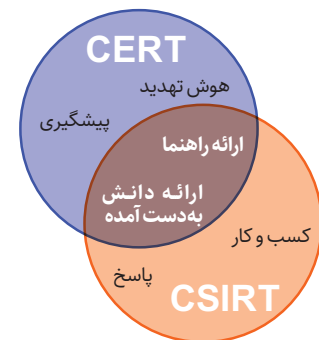 CERT
هوش تهدید
پیشگیری
ارائه راهنما
ارائه دانش
به‌دست‌آمده
کسب و کار
پاسخ
CSIRT